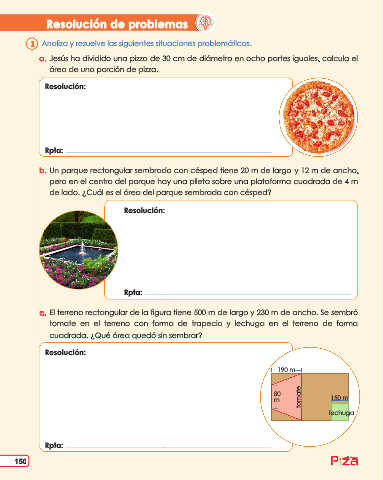 Resolución de problemas
1 Analiza y resuelve las siguientes situaciones problemáticas.
a. Jesús ha dividido una pizza de 30 cm de diámetro en ocho partes iguales, calcula el
área de una porción de pizza.
Resolución:
Rpta:
b. Un parque rectangular sembrado con césped tiene 20 m de largo y 12 m de ancho,
pero en el centro del parque hay una pileta sobre una plataforma cuadrada de 4 m
de lado. ¿Cuál es el área del parque sembrada con césped?
Resolución:
Rpta:
c. El terreno rectangular de la figura tiene 500 m de largo y 230 m de ancho. Se sembró
tomate en el terreno con forma de trapecio y lechuga en el terreno de forma
cuadrada. ¿Qué área quedó sin sembrar?
Resolución:
190 m
80
m
tomate
150 m
lechuga
Rpta:
150